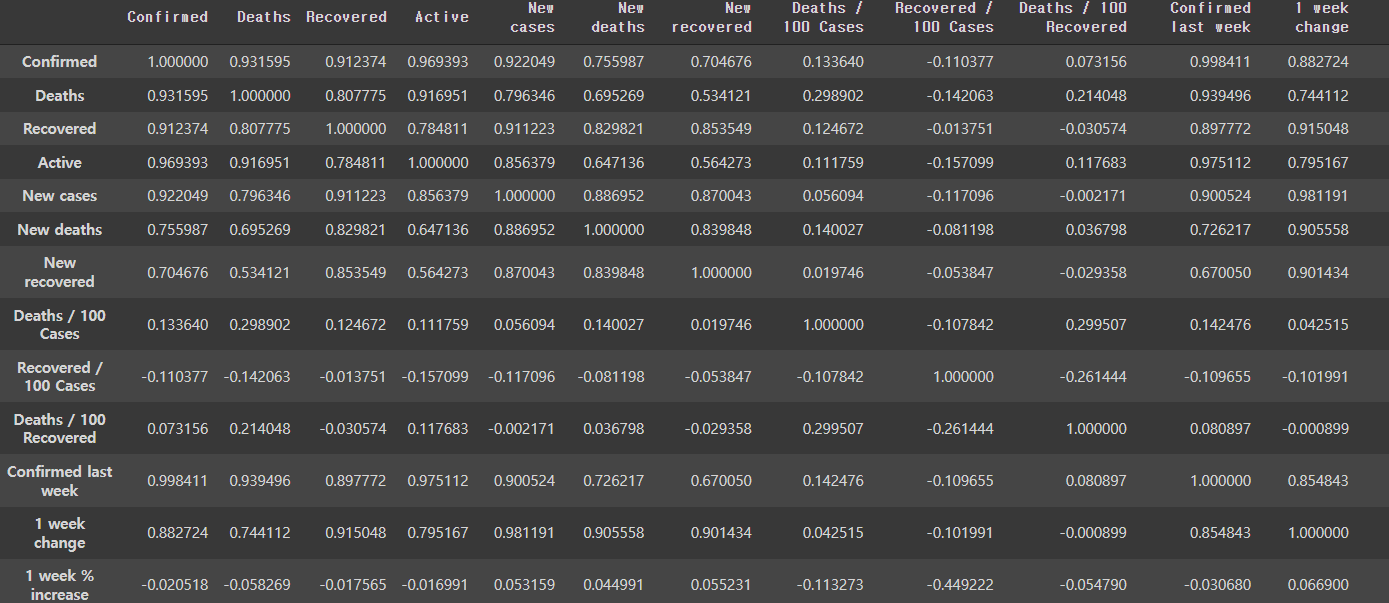 Confirmed Deaths Recovered Active New cases New deaths New recovered Deaths / 100 Cases Recovered / 100 Cases Deaths / 100 Recovered Confirmed last week 1 week change
Confirmed 1.000000 0.931595 0.912374 0.969393 0.922049 0.755987 0.704676 0.133640 -0.110377 0.073156 0.998411 0.882724
Deaths 0.931595 1.000000 0.807775 0.916951 0.796346 0.695269 0.534121 0.298902 -0.142063 0.214048 0.939496 0.744112
Recovered 0.912374 0.807775 1.000000 0.784811 0.911223 0.829821 0.853549 0.124672 -0.013751 -0.030574 0.897772 0.915048
Active 0.969393 0.916951 0.784811 1.000000 0.856379 0.647136 0.564273 0.111759 -0.157099 0.117683 0.975112 0.795167
New cases 0.922049 0.796346 0.911223 0.856379 1.000000 0.886952 0.870043 0.056094 -0.117096 -0.002171 0.900524 0.981191
New deaths 0.755987 0.695269 0.829821 0.647136 0.886952 1.000000 0.839848 0.140027 -0.081198 0.036798 0.726217 0.905558
New recovered 0.704676 0.534121 0.853549 0.564273 0.870043 0.839848 1.000000 0.019746 -0.053847 -0.029358 0.670050 0.901434
Deaths / 100 Cases 0.133640 0.298902 0.124672 0.111759 0.056094 0.140027 0.019746 1.000000 -0.107842 0.299507 0.142476 0.042515
Recovered / 100 Cases -0.110377 -0.142063 -0.013751 -0.157099 -0.117096 -0.081198 -0.053847 -0.107842 1.000000 -0.261444 -0.109655 -0.101991
Deaths / 100 Recovered 0.073156 0.214048 -0.030574 0.117683 -0.002171 0.036798 -0.029358 0.299507 -0.261444 1.000000 0.080897 -0.000899
Confirmed last week 0.998411 0.939496 0.897772 0.975112 0.900524 0.726217 0.670050 0.142476 -0.109655 0.080897 1.000000 0.854843
1 week change 0.882724 0.744112 0.915048 0.795167 0.981191 0.905558 0.901434 0.042515 -0.101991 -0.000899 0.854843 1.000000
1 week % increase -0.020518 -0.058269 -0.017565 -0.016991 0.053159 0.044991 0.055231 -0.113273 -0.449222 -0.054790 -0.030680 0.066900